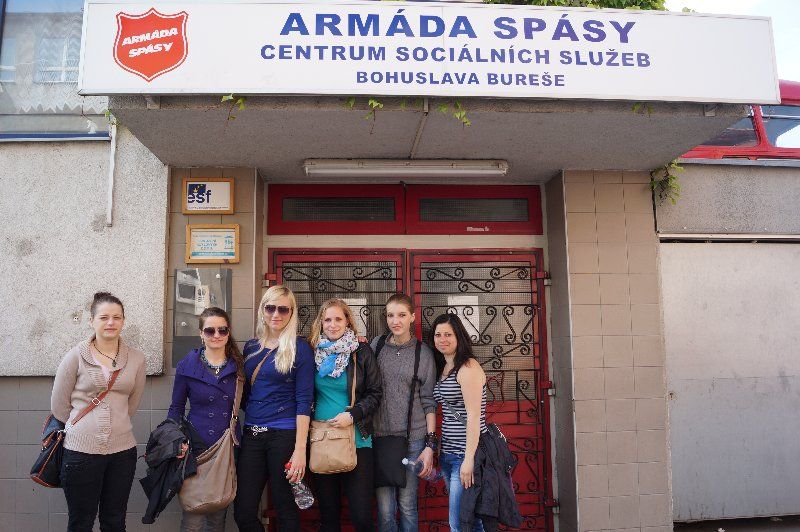 ARMÁDA
SPÁSY
ARMÁDA SPÁSY
CENTRUM SOCIÁLNÍCH SLUŽEB
BOHUSLAVA BUREŠE
esf